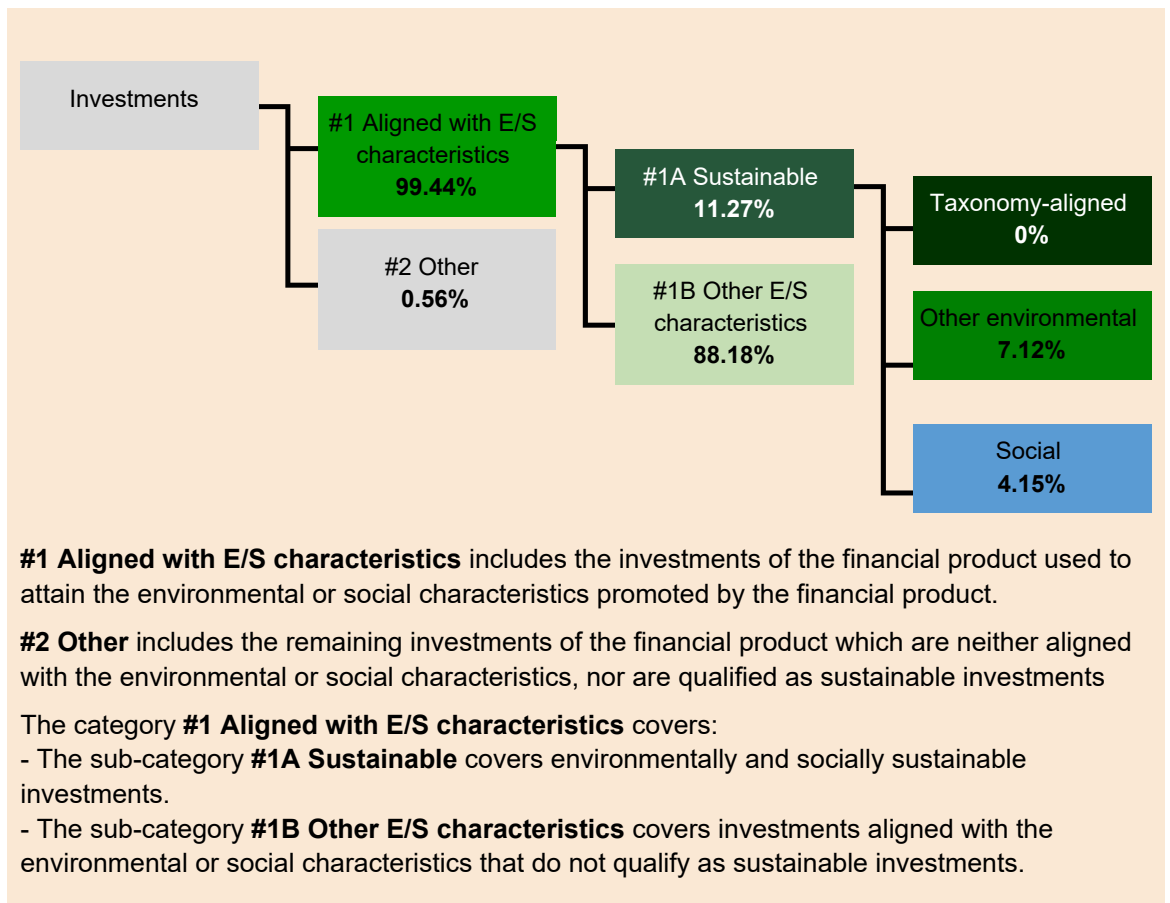 Investments
#1 Aligned with E/S
characteristics
99.44%
#2 Other
0.56%
#1A Sustainable
11.27%
#1B Other E/S
characteristics
88.18%
Taxonomy-aligned
0%
Other environmental
7.12%
Social
4.15%
#1 Aligned with E/S characteristics includes the investments of the financial product used to
attain the environmental or social characteristics promoted by the financial product.
#2 Other includes the remaining investments of the financial product which are neither aligned
with the environmental or social characteristics, nor are qualified as sustainable investments
The category #1 Aligned with E/S characteristics covers:
- The sub-category #1A Sustainable covers environmentally and socially sustainable
investments.
- The sub-category #1B Other E/S characteristics covers investments aligned with the
environmental or social characteristics that do not qualify as sustainable investments.